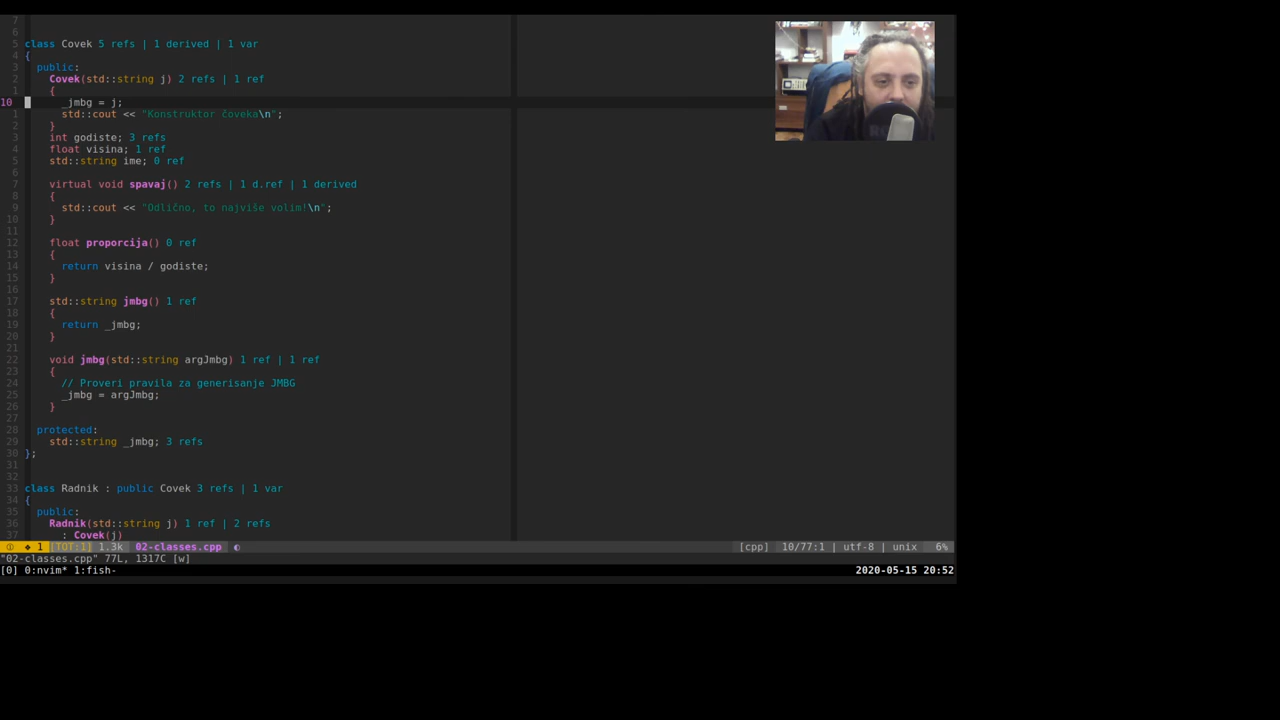 7
6
5 class Covek 5 refs | 1 derived | 1 var
4 {
3   public:
2     Covek(std::string j) 2 refs | 1 ref
1     {
10       _jmbg = j;
1       std::cout << "Konstruktor čoveka\n";
2     }
3     int godiste; 3 refs
4     float visina; 1 ref
5     std::string ime; 0 ref
6
7     virtual void spavaj() 2 refs | 1 d.ref | 1 derived
8     {
9       std::cout << "Odlično, to najviše volim!\n";
10     }
11
12     float proporcija() 0 ref
13     {
14       return visina / godiste;
15     }
16
17     std::string jmbg() 1 ref
18     {
19       return _jmbg;
20     }
21
22     void jmbg(std::string argJmbg) 1 ref | 1 ref
23     {
24       // Proveri pravila za generisanje JMBG
25       _jmbg = argJmbg;
26     }
27
28   protected:
29     std::string _jmbg; 3 refs
30 };
31
32
33 class Radnik : public Covek 3 refs | 1 var
34 {
35   public:
36     Radnik(std::string j) 1 ref | 2 refs
37       : Covek(j)
① ◆ 1 [TOT:1] 1.3k 02-classes.cpp [cpp] 10/77:1 | utf-8 | unix 6%
"02-classes.cpp" 77L, 1317C [w]
[0] 0:nvim* 1:fish- 2020-05-15 20:52